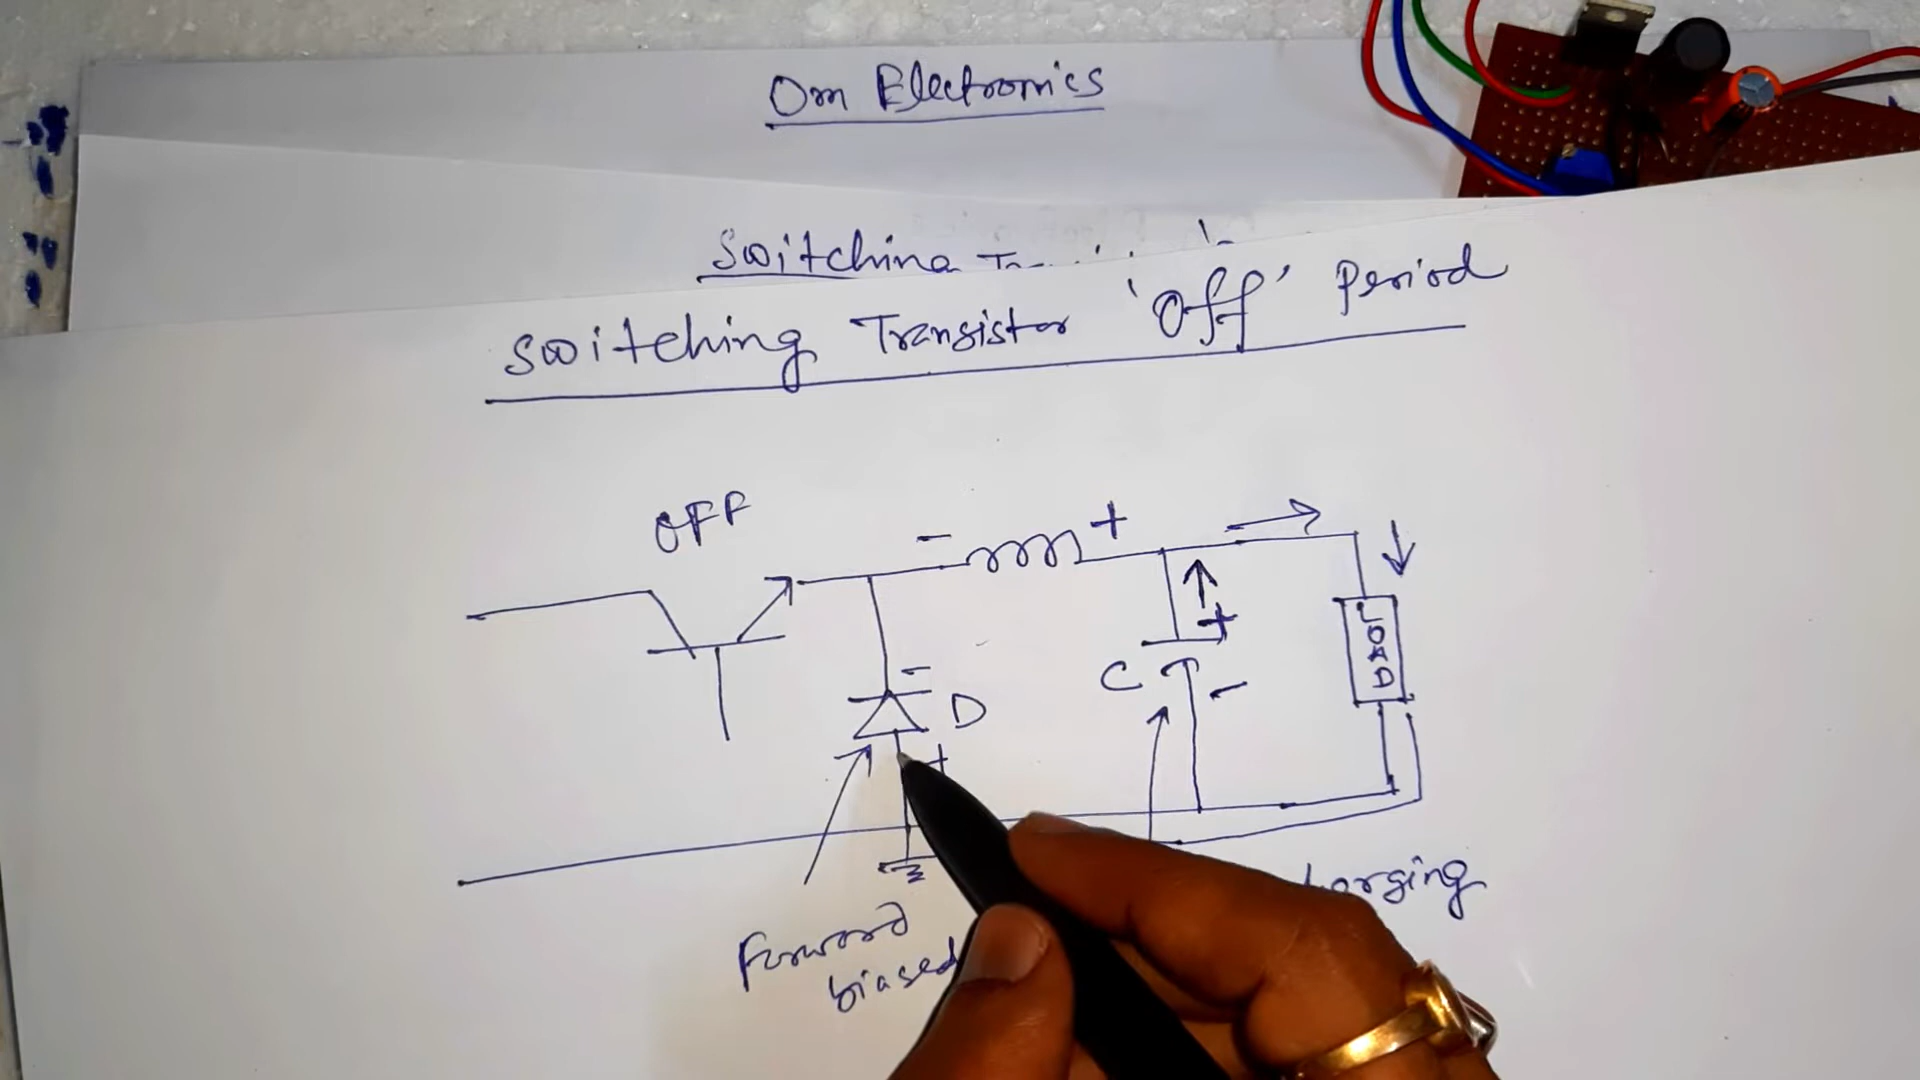 Om Electronics
Switching
Switching Transistor 'Off' Period
OFF
- +
+
C -
LOAD
- D
+
Forward
biased